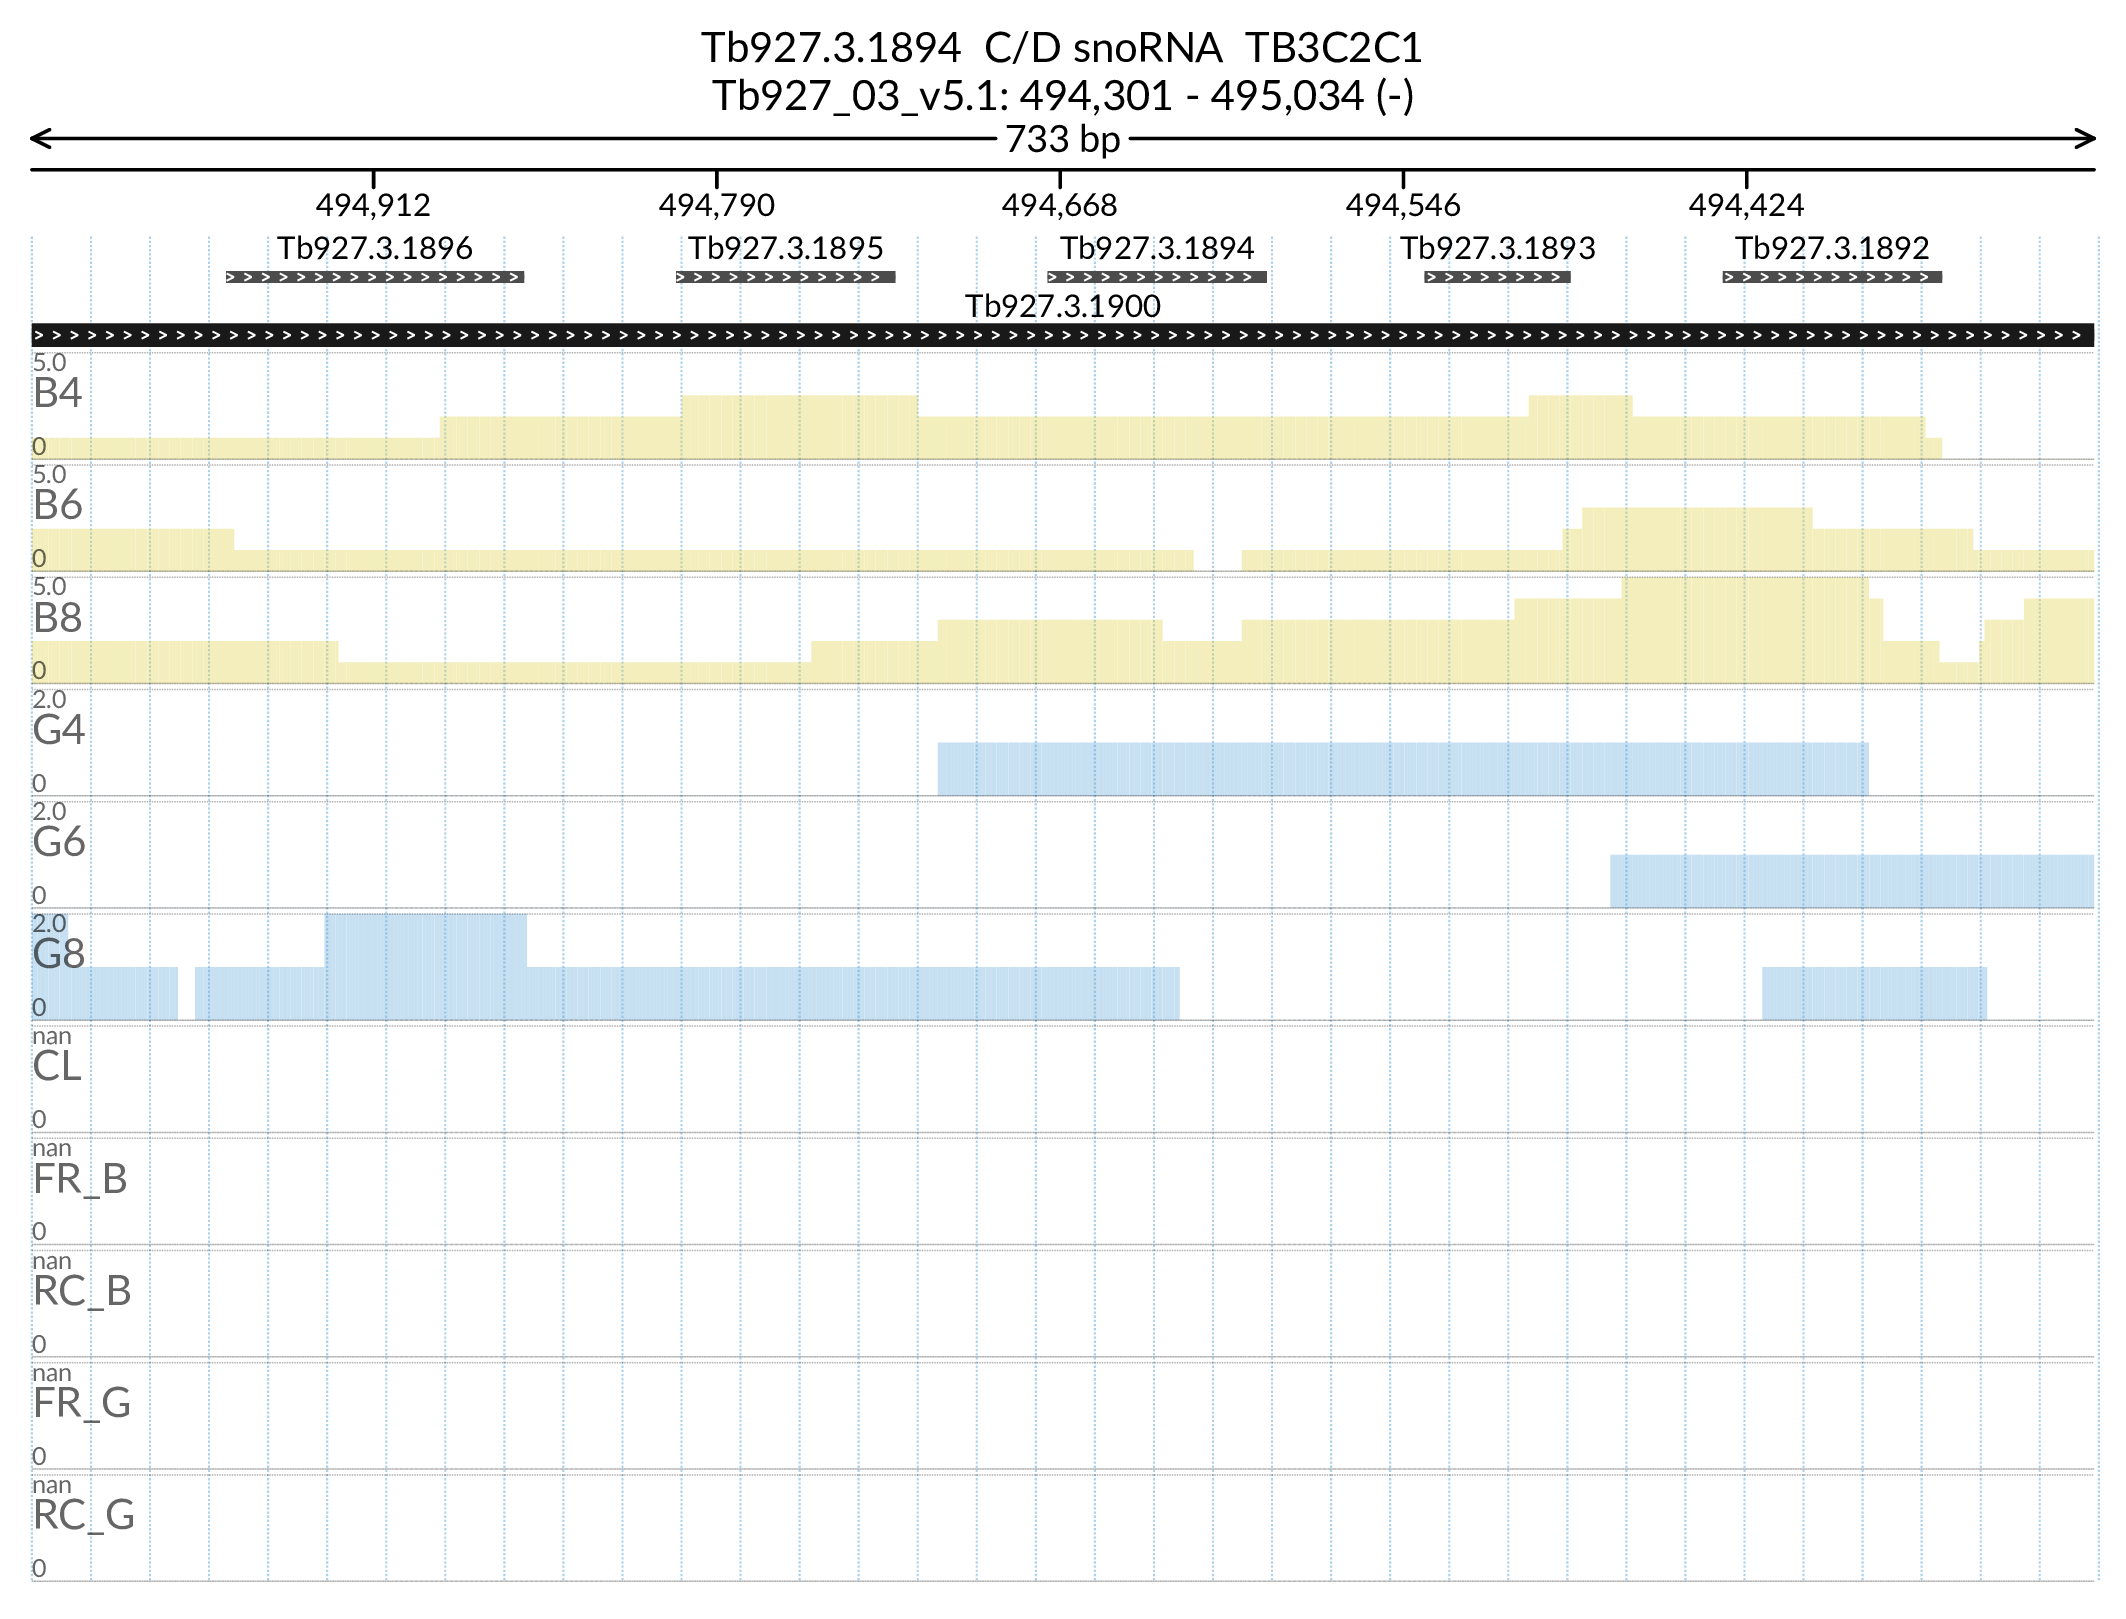 Tb927.3.1894 C/D snoRNA TB3C2C1
Tb927_03_v5.1: 494,301 - 495,034 (-)
733 bp
494,912 494,790 494,668 494,546 494,424
Tb927.3.1896 Tb927.3.1895 Tb927.3.1894 Tb927.3.1893 Tb927.3.1892
Tb927.3.1900
5.0
B4
0
5.0
B6
0
5.0
B8
0
2.0
G4
0
2.0
G6
0
2.0
G8
0
nan
CL
0
nan
FR_B
0
nan
RC_B
0
nan
FR_G
0
nan
RC_G
0